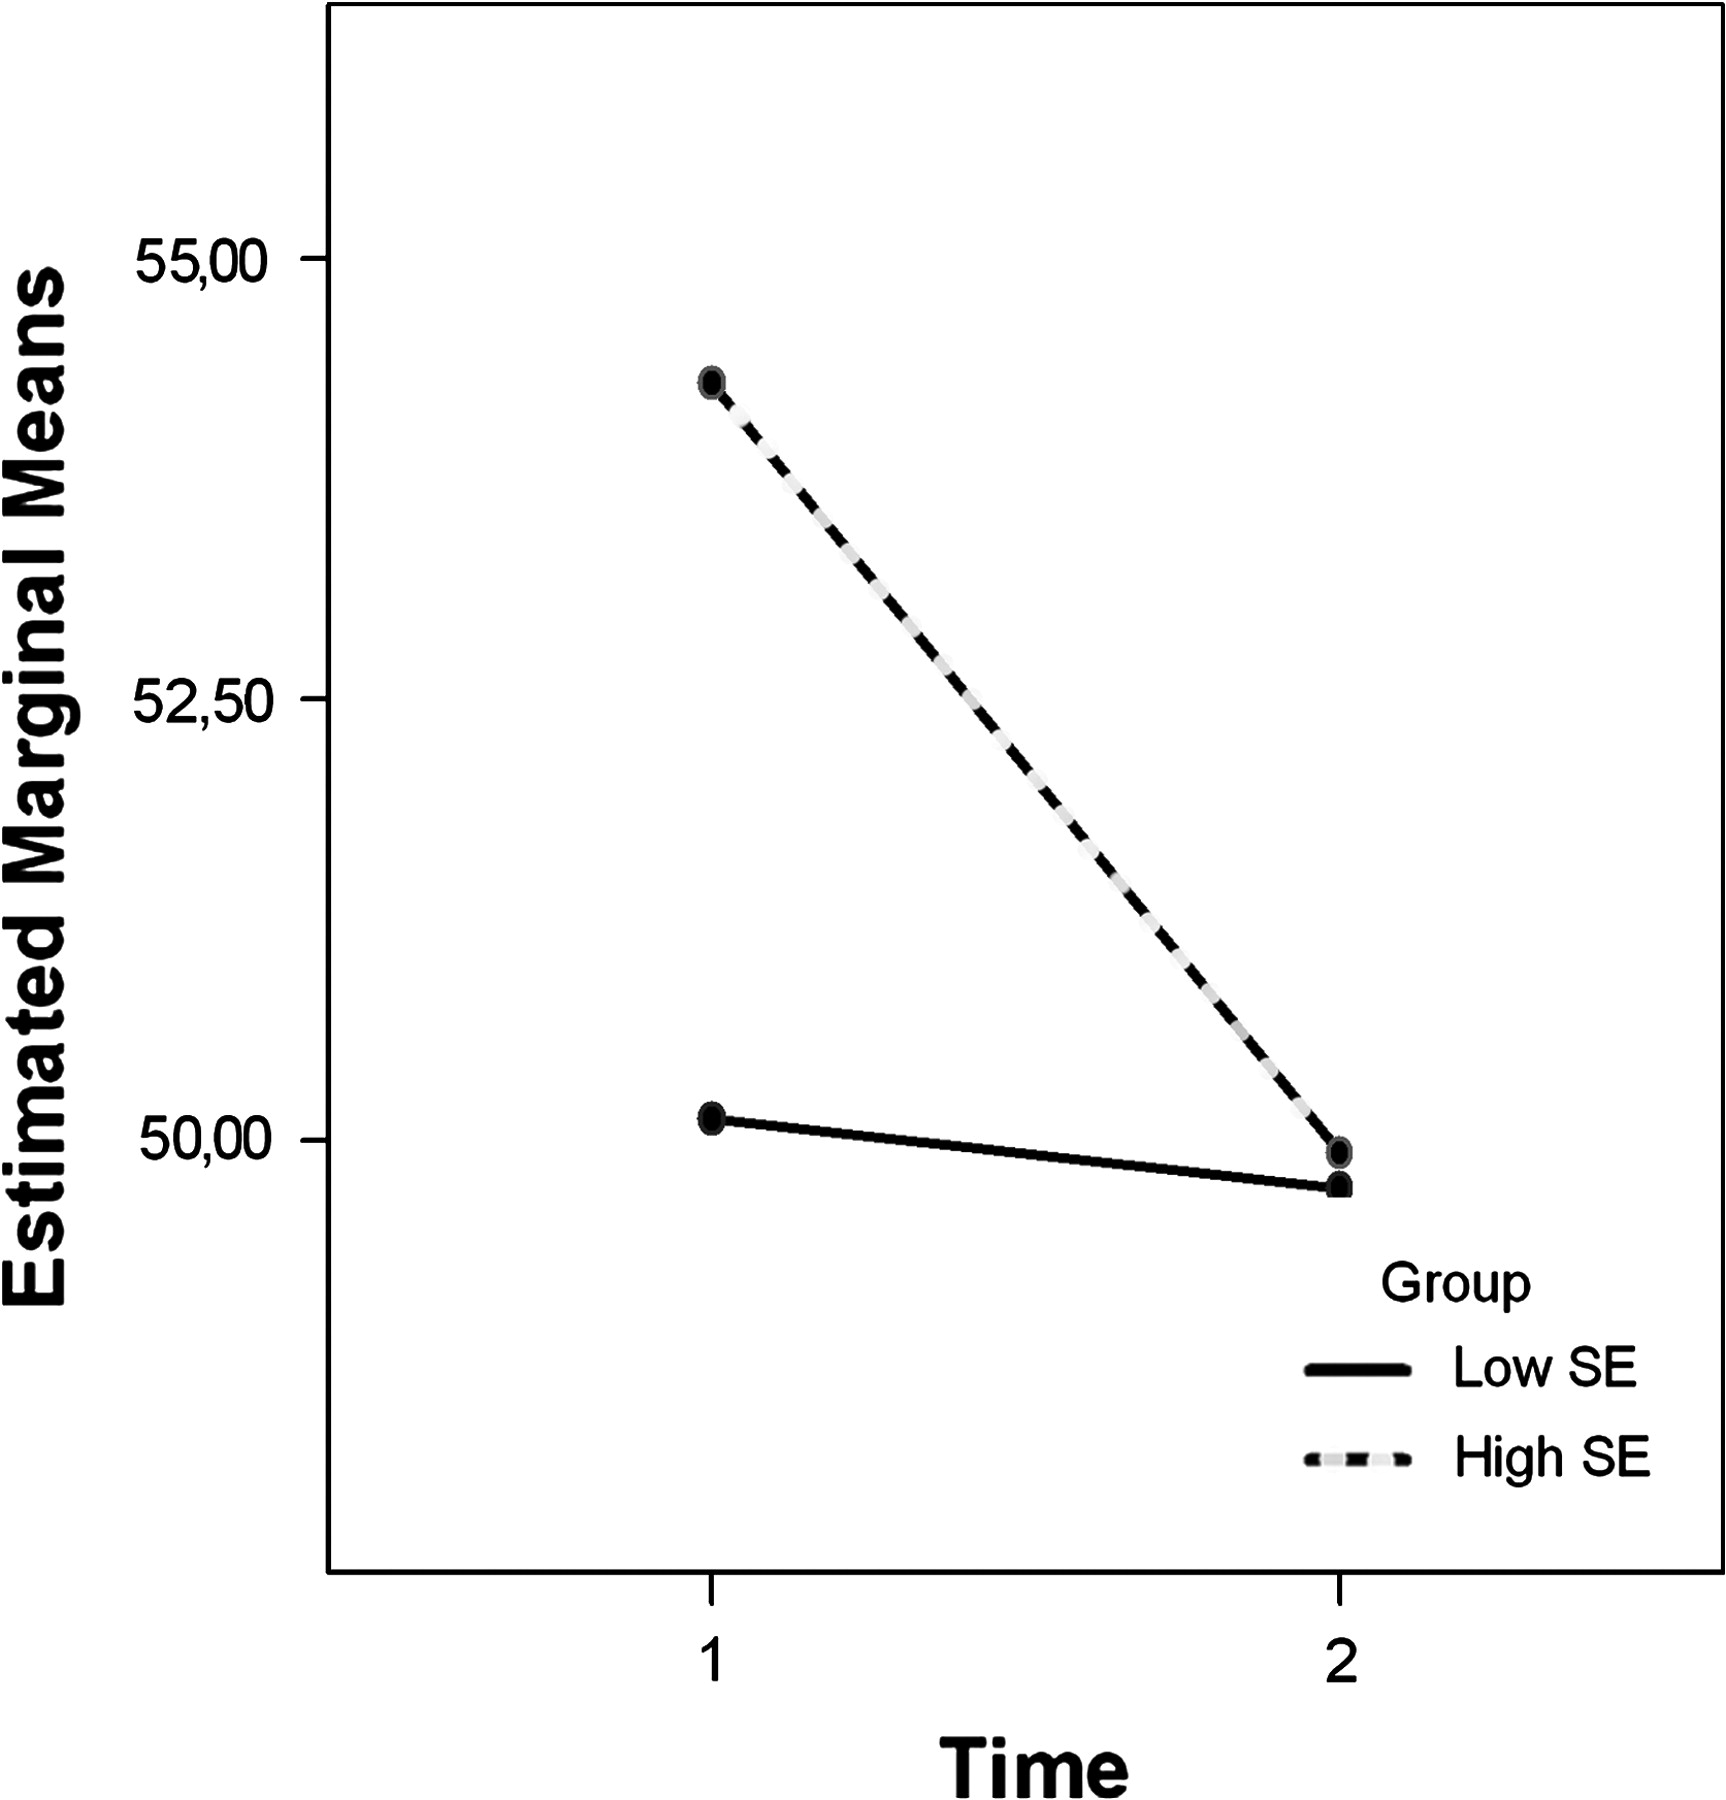 Estimated Marginal Means
55,00
52,50
50,00
Group
Low SE
High SE
1
2
Time